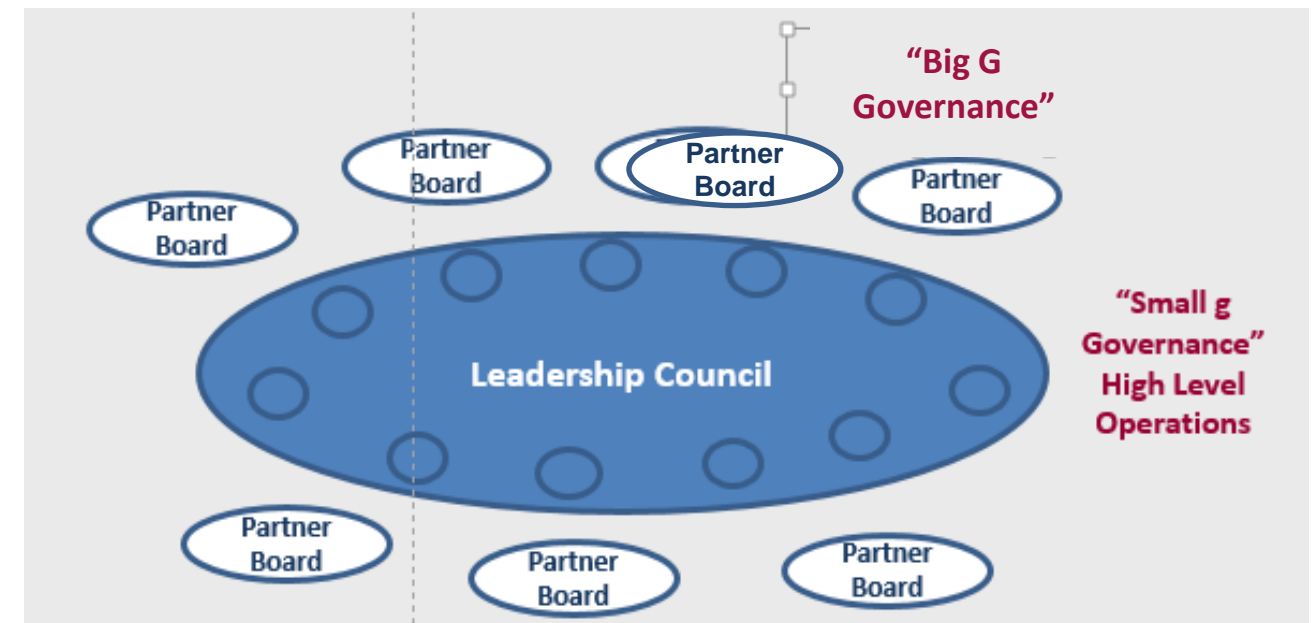 “Big G
Governance”
Partner
Board
Partner
Board
Partner
Board
Partner
Board
“Small g
Governance”
High Level
Operations
Leadership Council
Partner
Board
Partner
Board
Partner
Board